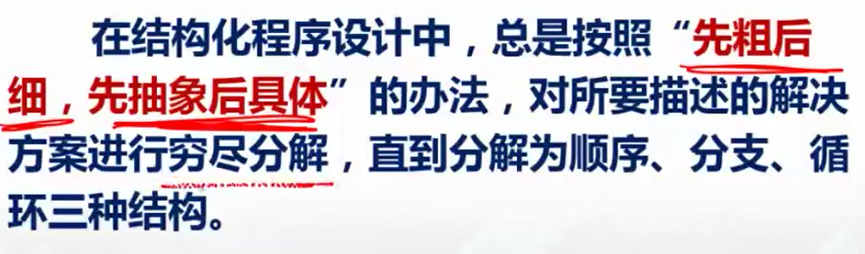 在结构化程序设计中，总是按照“先粗后
细，先抽象后具体”的办法，对所要描述的解决
方案进行穷尽分解，直到分解为顺序、分支、循
环三种结构。